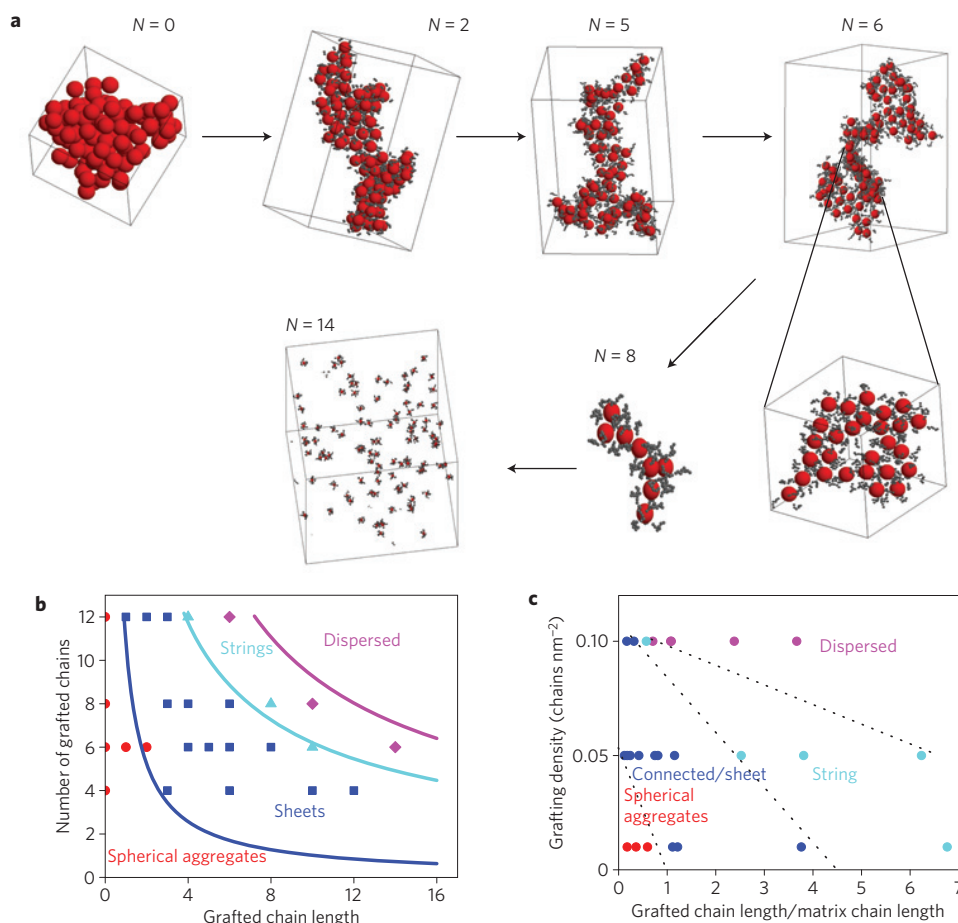 a
N = 0
N = 2
N = 5
N = 6
N = 14
N = 8
b
Number of grafted chains
12
10
8
6
4
2
0
Strings
Dispersed
Sheets
Spherical aggregates
0 4 8 12 16
Grafted chain length
c
Grafting density (chains nm⁻²)
0.10
0.05
0
Dispersed
Connected/sheet
String
Spherical
aggregates
0 1 2 3 4 5 6 7
Grafted chain length/matrix chain length